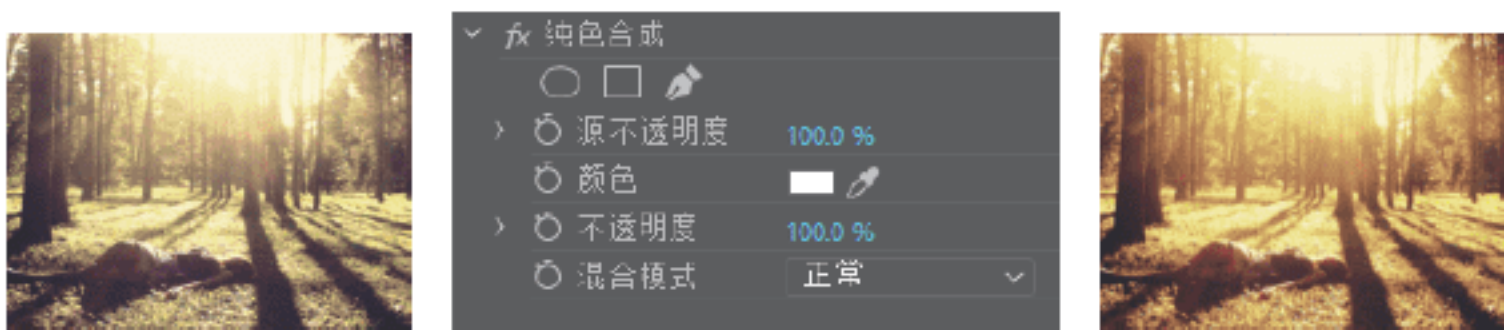 fx 纯色合成
源不透明度 100.0 %
颜色
不透明度 100.0 %
混合模式 正常